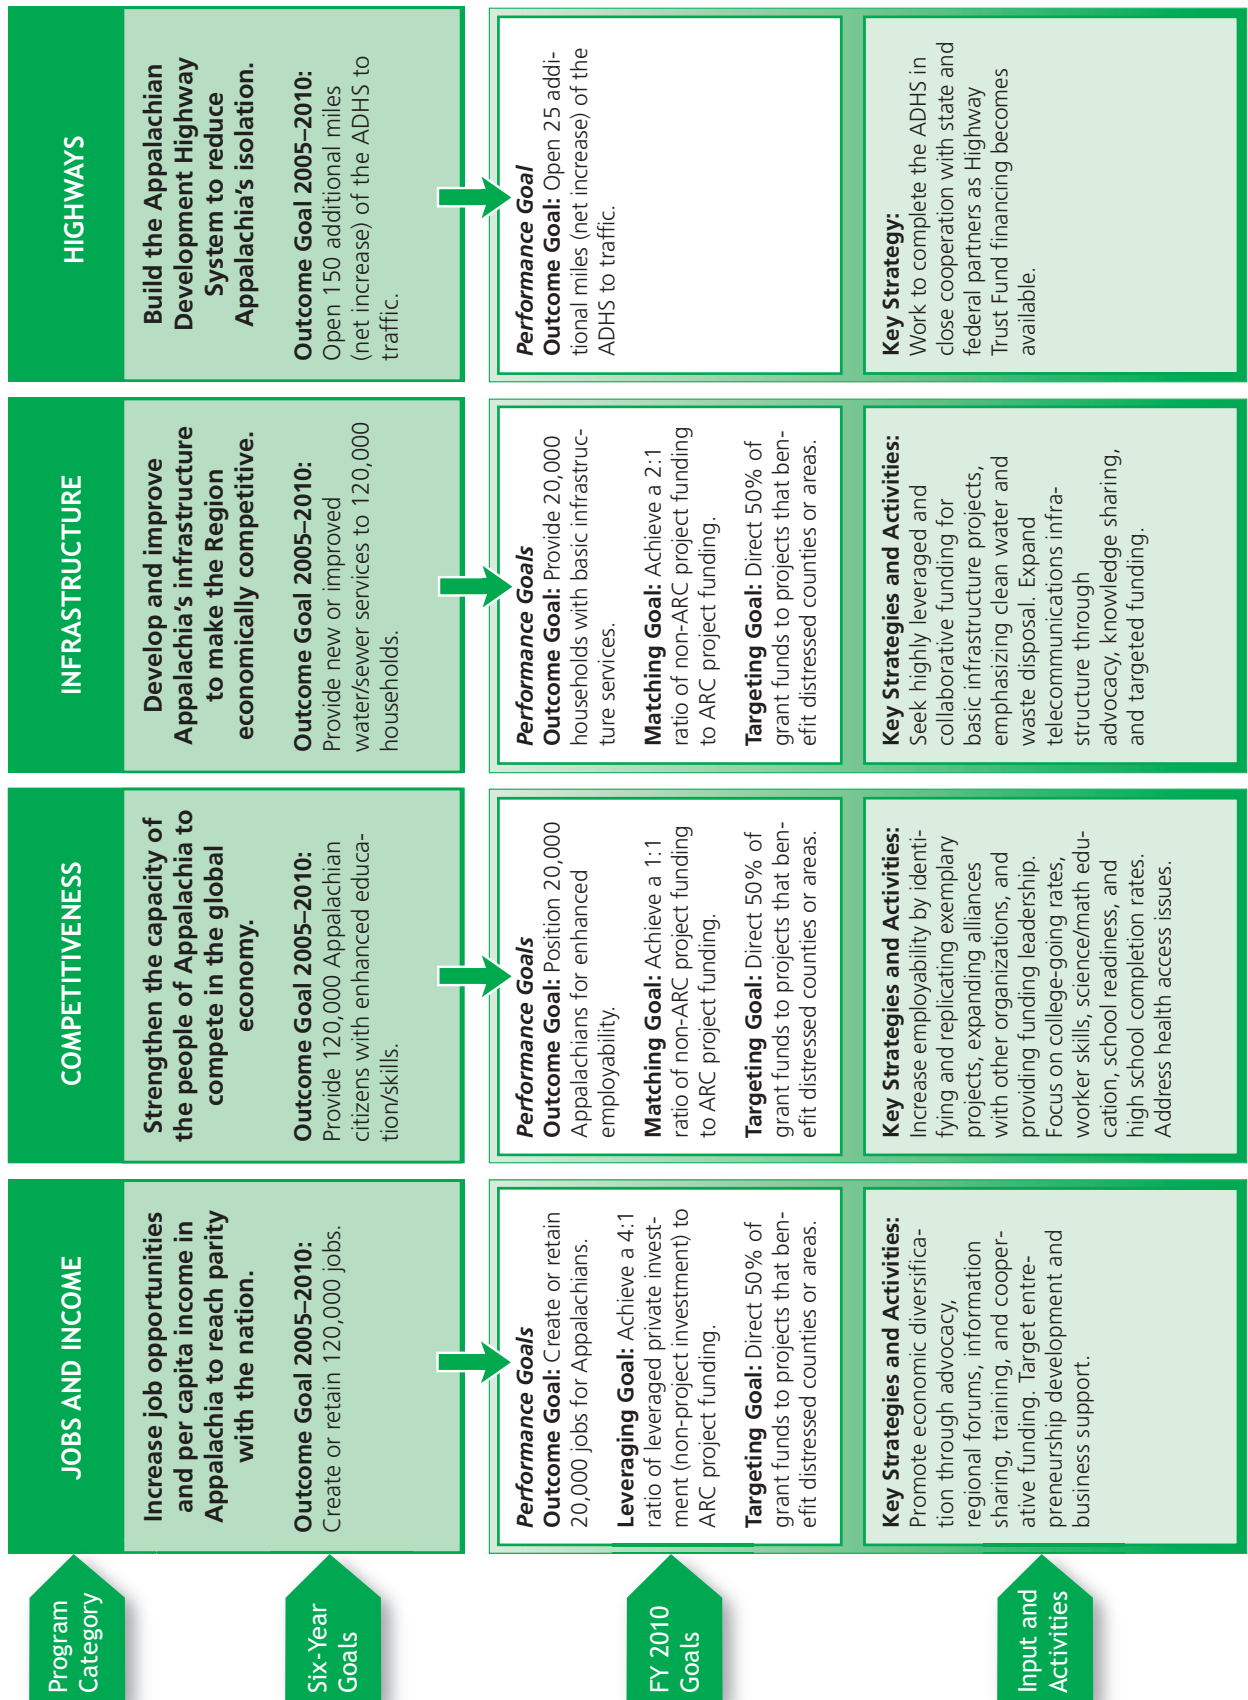 Program
Category
JOBS AND INCOME
COMPETITIVENESS
INFRASTRUCTURE
HIGHWAYS
Six-Year
Goals
Increase job opportunities
and per capita income in
Appalachia to reach parity
with the nation.
Outcome Goal 2005–2010:
Create or retain 120,000 jobs.
Strengthen the capacity of
the people of Appalachia to
compete in the global
economy.
Outcome Goal 2005–2010:
Provide 120,000 Appalachian
citizens with enhanced educa-
tion/skills.
Develop and improve
Appalachia’s infrastructure
to make the Region
economically competitive.
Outcome Goal 2005–2010:
Provide new or improved
water/sewer services to 120,000
households.
Build the Appalachian
Development Highway
System to reduce
Appalachia’s isolation.
Outcome Goal 2005–2010:
Open 150 additional miles
(net increase) of the ADHS to
traffic.
FY 2010
Goals
Performance Goals
Outcome Goal: Create or retain
20,000 jobs for Appalachians.
Leveraging Goal: Achieve a 4:1
ratio of leveraged private invest-
ment (non-project investment) to
ARC project funding.
Targeting Goal: Direct 50% of
grant funds to projects that ben-
efit distressed counties or areas.
Performance Goals
Outcome Goal: Position 20,000
Appalachians for enhanced
employability.
Matching Goal: Achieve a 1:1
ratio of non-ARC project funding
to ARC project funding.
Targeting Goal: Direct 50% of
grant funds to projects that ben-
efit distressed counties or areas.
Performance Goals
Outcome Goal: Provide 20,000
households with basic infrastruc-
ture services.
Matching Goal: Achieve a 2:1
ratio of non-ARC project funding
to ARC project funding.
Targeting Goal: Direct 50% of
grant funds to projects that ben-
efit distressed counties or areas.
Performance Goal
Outcome Goal: Open 25 addi-
tional miles (net increase) of the
ADHS to traffic.
Input and
Activities
Key Strategies and Activities:
Promote economic diversifica-
tion through advocacy,
regional forums, information
sharing, training, and cooper-
ative funding. Target entre-
preneurship development and
business support.
Key Strategies and Activities:
Increase employability by identi-
fying and replicating exemplary
projects, expanding alliances
with other organizations, and
providing funding leadership.
Focus on college-going rates,
worker skills, science/math edu-
cation, school readiness, and
high school completion rates.
Address health access issues.
Key Strategies and Activities:
Seek highly leveraged and
collaborative funding for
basic infrastructure projects,
emphasizing clean water and
waste disposal. Expand
telecommunications infra-
structure through
advocacy, knowledge sharing,
and targeted funding.
Key Strategy:
Work to complete the ADHS in
close cooperation with state and
federal partners as Highway
Trust Fund financing becomes
available.